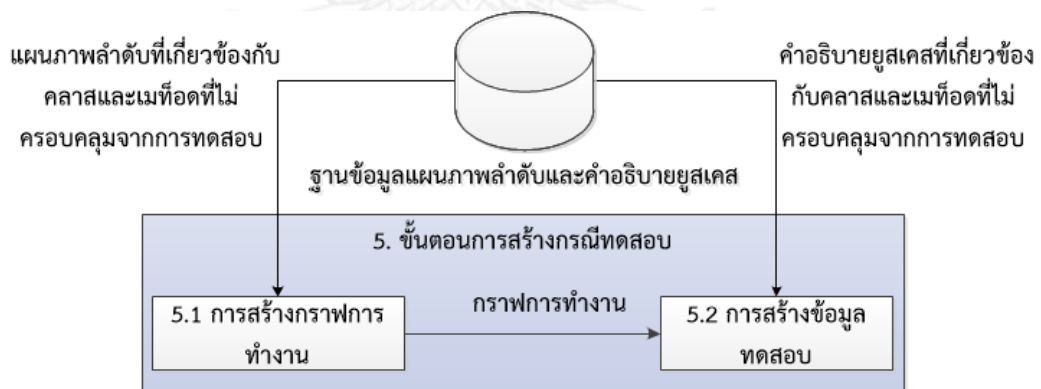 แผนภาพลำดับที่เกี่ยวข้องกับ
คลาสและเมท็อดที่ไม่
ครอบคลุมจากการทดสอบ
คำอธิบายยูสเคสที่เกี่ยวข้อง
กับคลาสและเมท็อดที่ไม่
ครอบคลุมจากการทดสอบ
ฐานข้อมูลแผนภาพลำดับและคำอธิบายยูสเคส
5. ขั้นตอนการสร้างกรณีทดสอบ
5.1 การสร้างกราฟการ
ทำงาน
กราฟการทำงาน
5.2 การสร้างข้อมูล
ทดสอบ